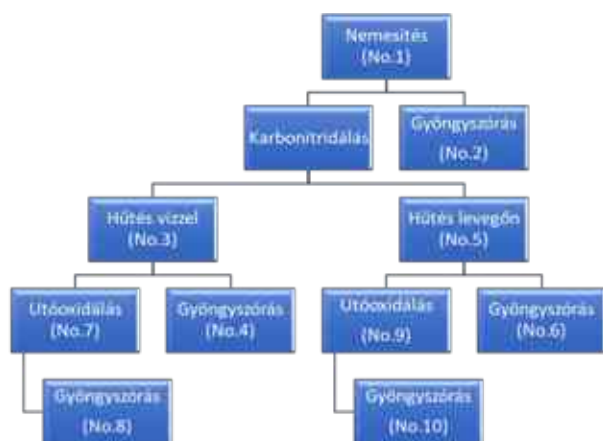 Nemesítés
(No.1)
Karbonitridálás
Gyöngyszórás
(No.2)
Hűtés vízzel
(No.3)
Hűtés levegőn
(No.5)
Utóoxidálás
(No.7)
Gyöngyszórás
(No.4)
Utóoxidálás
(No.9)
Gyöngyszórás
(No.6)
Gyöngyszórás
(No.8)
Gyöngyszórás
(No.10)